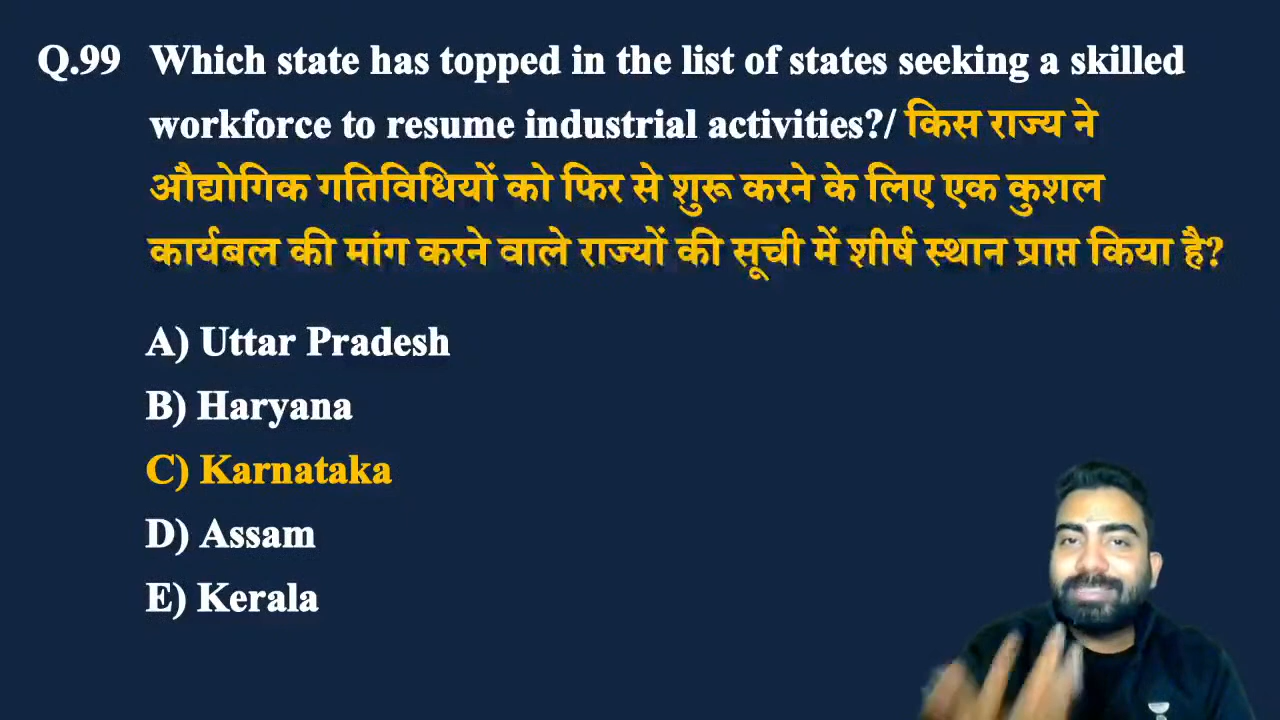 Q.99 Which state has topped in the list of states seeking a skilled
workforce to resume industrial activities?/ किस राज्य ने
औद्योगिक गतिविधियों को फिर से शुरू करने के लिए एक कुशल
कार्यबल की मांग करने वाले राज्यों की सूची में शीर्ष स्थान प्राप्त किया है?
A) Uttar Pradesh
B) Haryana
C) Karnataka
D) Assam
E) Kerala